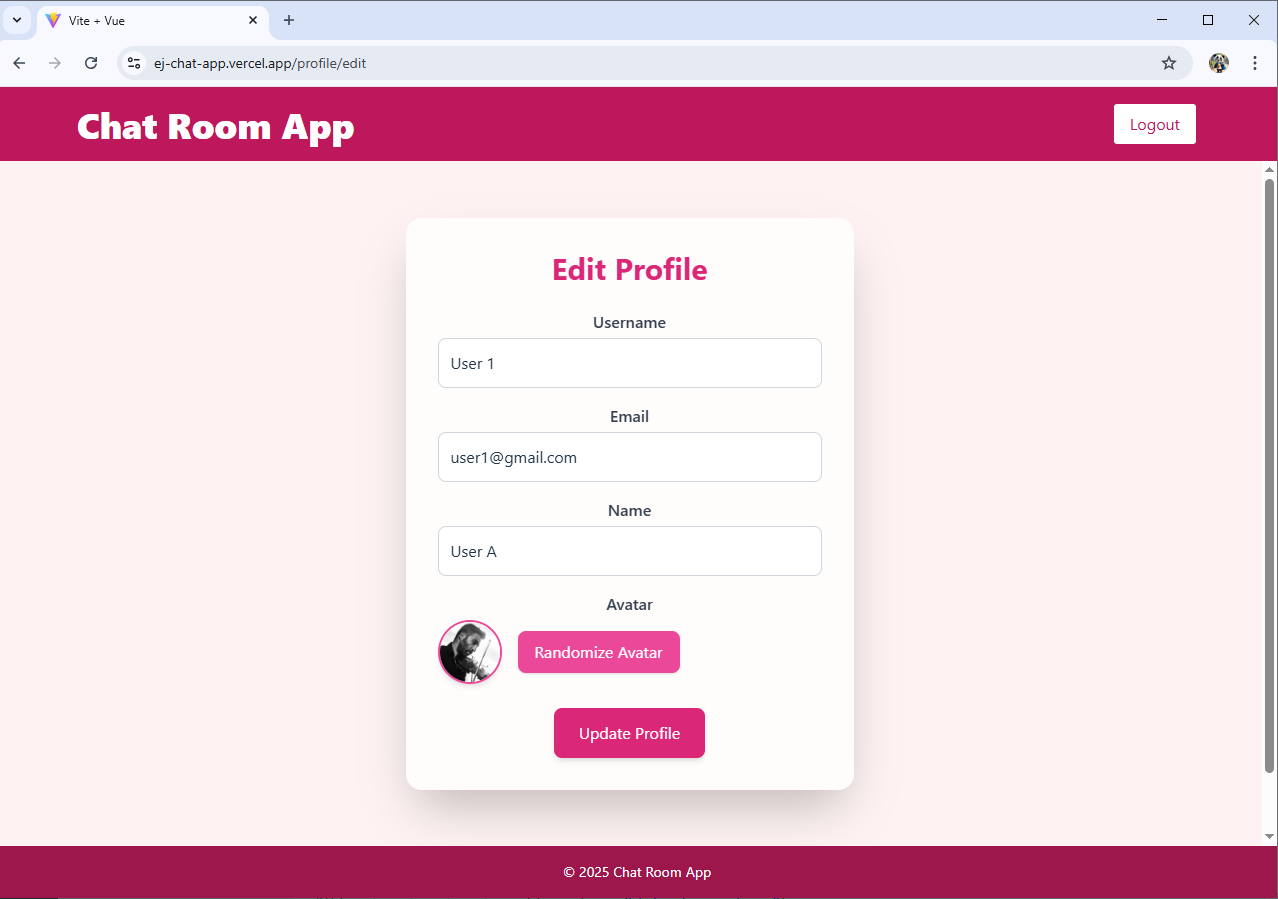 Vite + Vue
ej-chat-app.vercel.app/profile/edit
Chat Room App
Logout
Edit Profile
Username
User 1
Email
user1@gmail.com
Name
User A
Avatar
Randomize Avatar
Update Profile
© 2025 Chat Room App